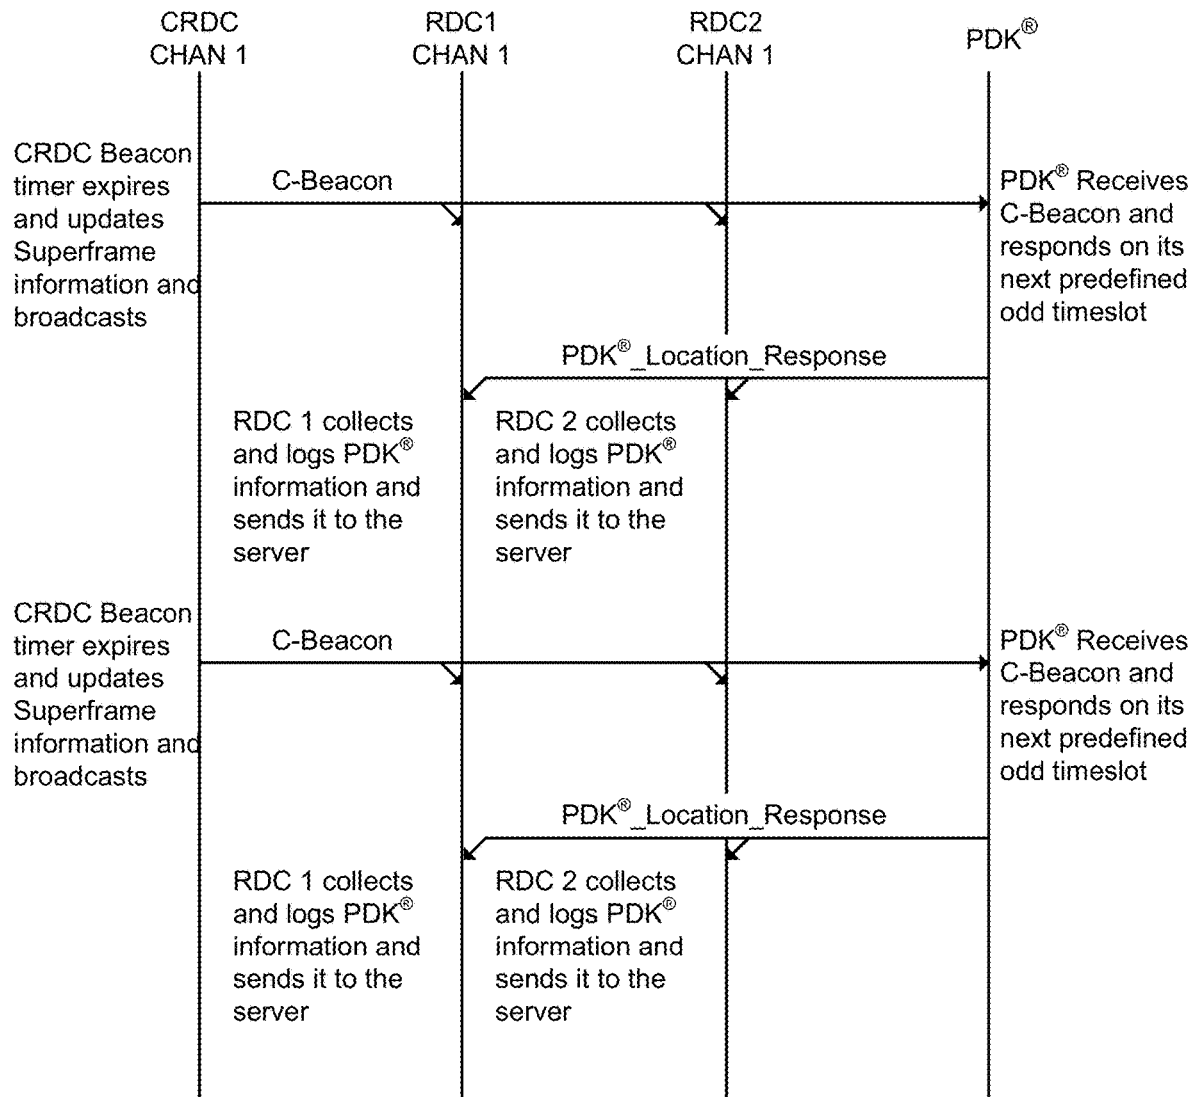 CRDC
CHAN 1
RDC1
CHAN 1
RDC2
CHAN 1
PDK®
CRDC Beacon
timer expires
and updates
Superframe
information and
broadcasts
C-Beacon
PDK® Receives
C-Beacon and
responds on its
next predefined
odd timeslot
PDK®_Location_Response
RDC 1 collects
and logs PDK®
information and
sends it to the
server
RDC 2 collects
and logs PDK®
information and
sends it to the
server
CRDC Beacon
timer expires
and updates
Superframe
information and
broadcasts
C-Beacon
PDK® Receives
C-Beacon and
responds on its
next predefined
odd timeslot
PDK®_Location_Response
RDC 1 collects
and logs PDK®
information and
sends it to the
server
RDC 2 collects
and logs PDK®
information and
sends it to the
server